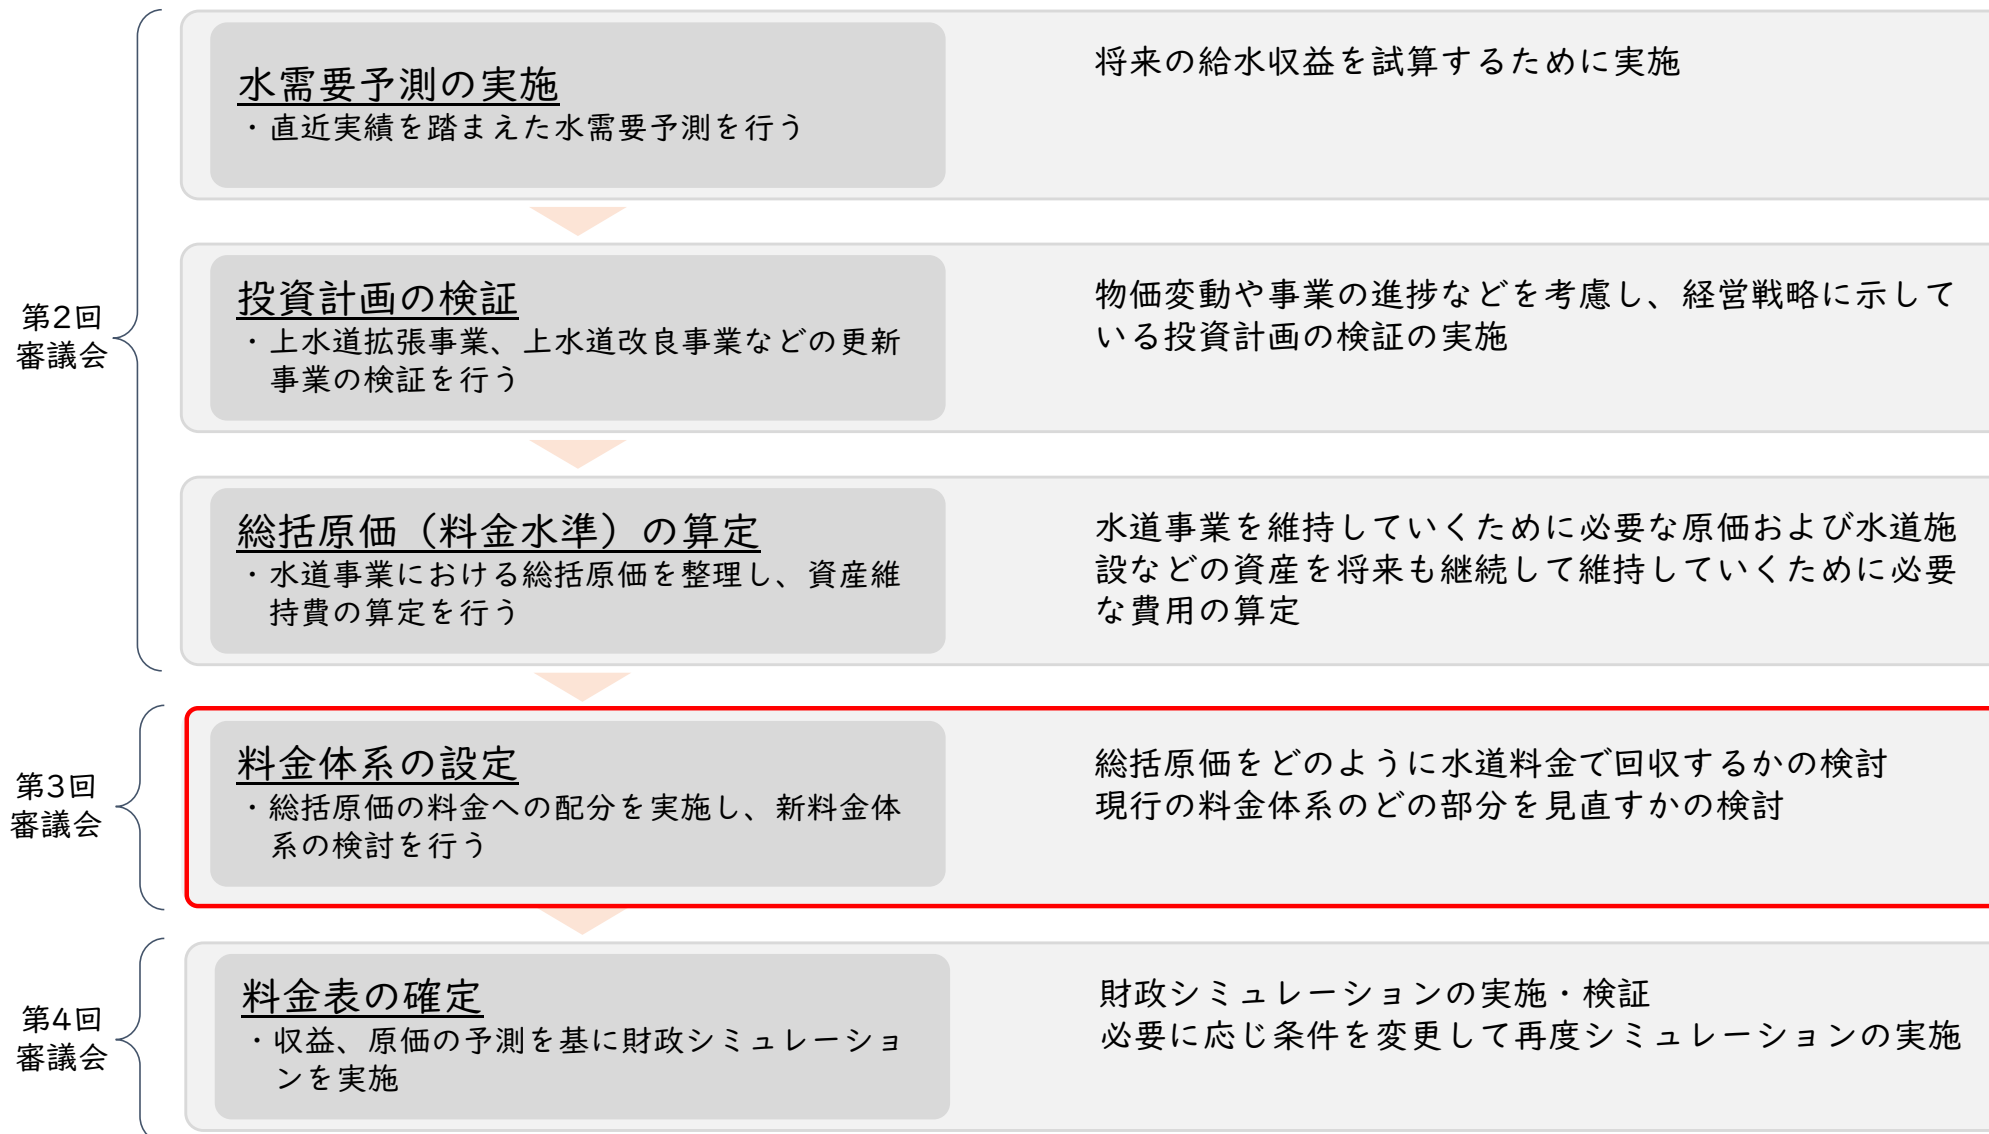 水需要予測の実施
・直近実績を踏まえた水需要予測を行う
将来の給水収益を試算するために実施
第2回
審議会
投資計画の検証
・上水道拡張事業、上水道改良事業などの更新
事業の検証を行う
物価変動や事業の進捗などを考慮し、経営戦略に示して
いる投資計画の検証の実施
総括原価（料金水準）の算定
・水道事業における総括原価を整理し、資産維
持費の算定を行う
水道事業を維持していくために必要な原価および水道施
設などの資産を将来も継続して維持していくために必要
な費用の算定
第3回
審議会
料金体系の設定
・総括原価の料金への配分を実施し、新料金体
系の検討を行う
総括原価をどのように水道料金で回収するかの検討
現行の料金体系のどの部分を見直すかの検討
第4回
審議会
料金表の確定
・収益、原価の予測を基に財政シミュレーショ
ンを実施
財政シミュレーションの実施・検証
必要に応じ条件を変更して再度シミュレーションの実施